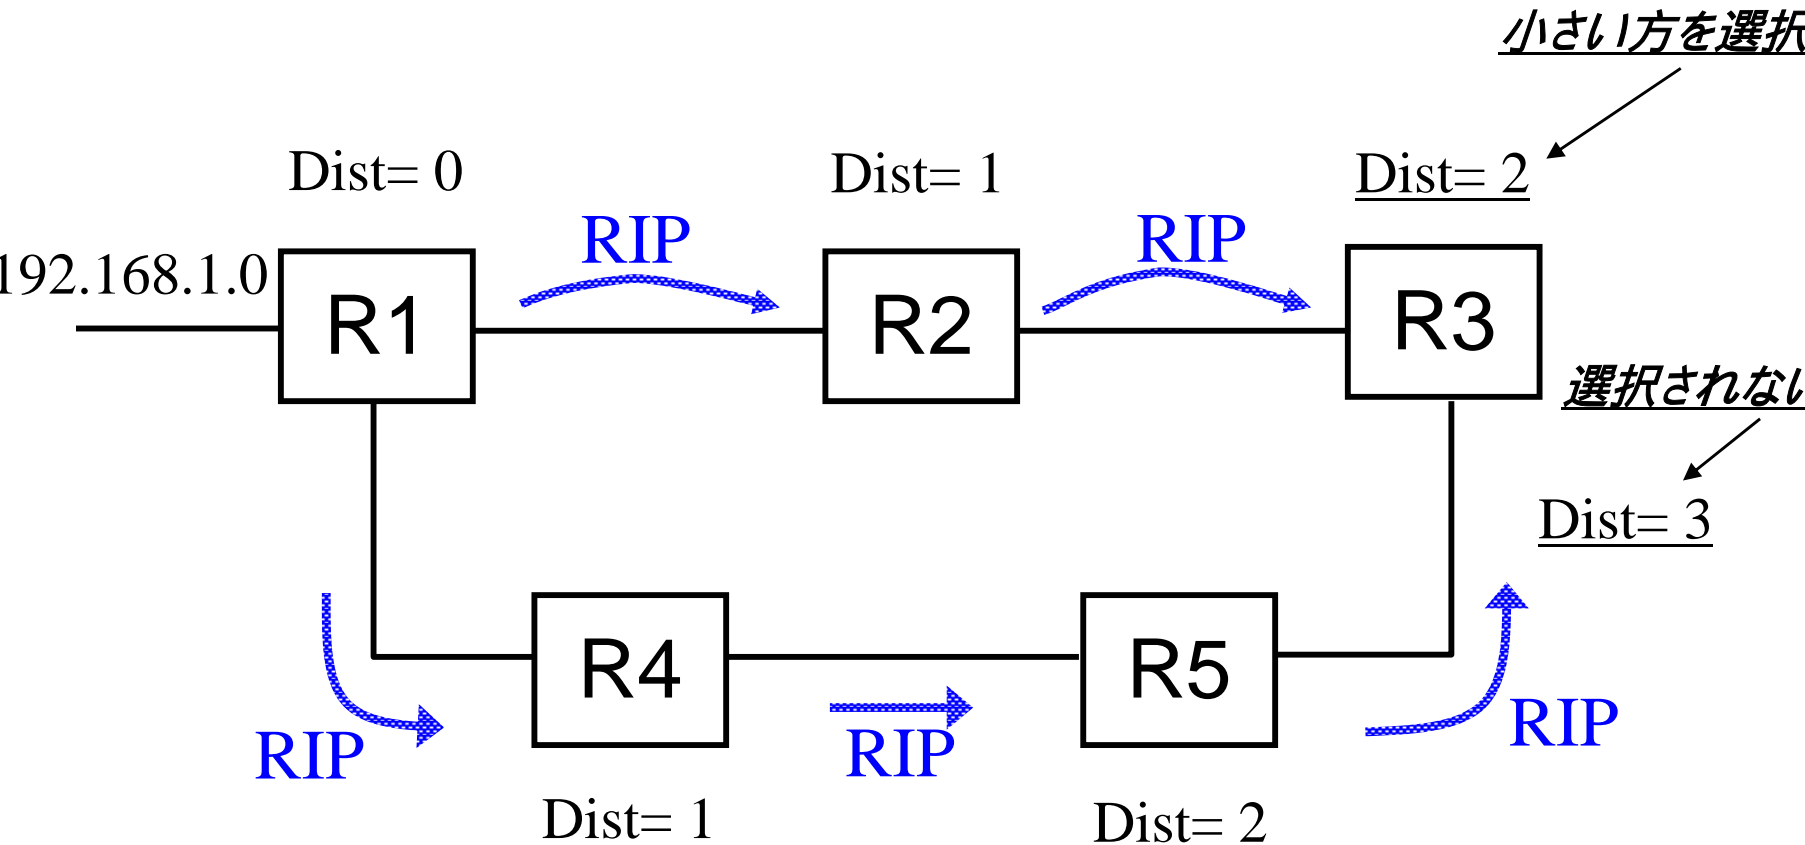 小さい方を選択
Dist= 0
Dist= 1
Dist= 2
RIP
RIP
192.168.1.0
R1
R2
R3
選択されない
Dist= 3
R4
R5
RIP
RIP
RIP
Dist= 1
Dist= 2